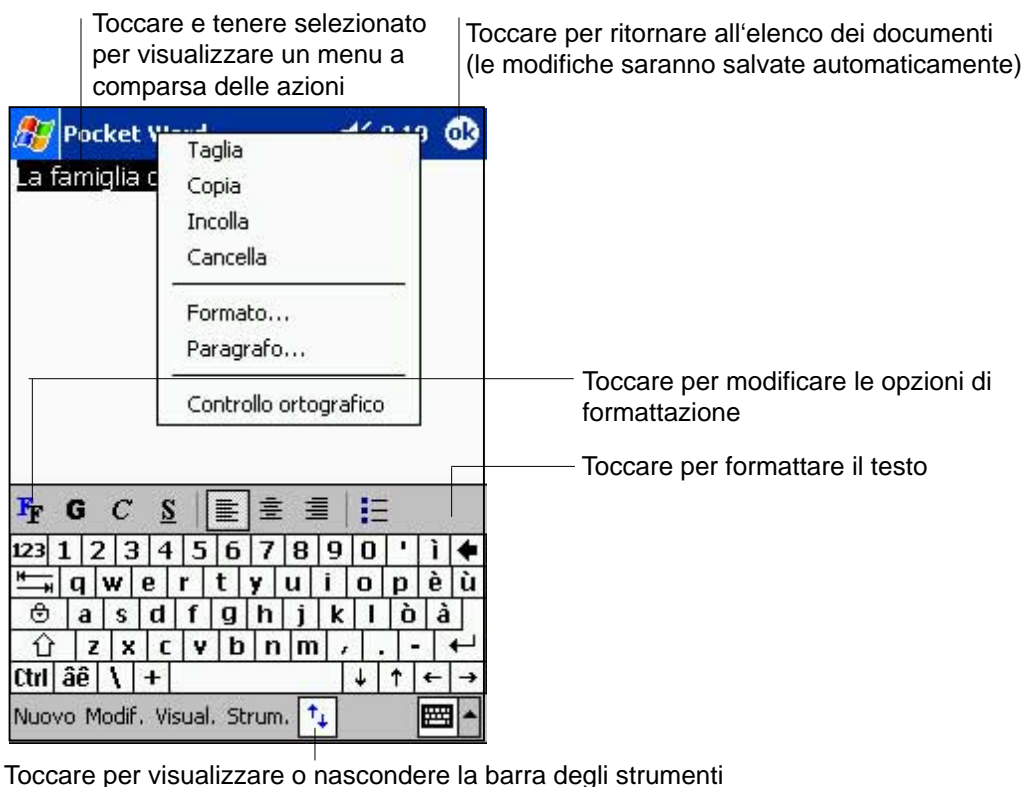 Toccare e tenere selezionato
per visualizzare un menu a
comparsa delle azioni
Toccare per ritornare all‘elenco dei documenti
(le modifiche saranno salvate automaticamente)
Pocket
ok
La famiglia
Taglia
Copia
Incolla
Cancella
Formato...
Paragrafo...
Controllo ortografico
Toccare per modificare le opzioni di
formattazione
Toccare per formattare il testo
FF G C S
123 1 2 3 4 5 6 7 8 9 0 ' ì
q w e r t y u i o p è ù
a s d f g h j k l ò à
z x c v b n m , . -
Ctrl âê \ + ↓ ↑ ← →
Nuovo Modif. Visual. Strum.
Toccare per visualizzare o nascondere la barra degli strumenti